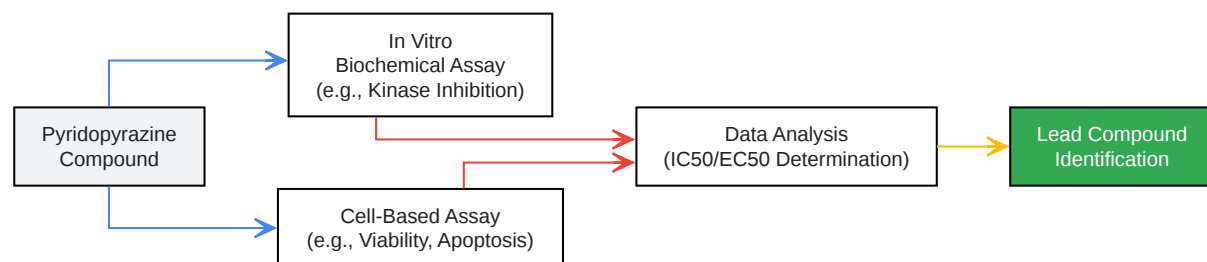 Pyridopyrazine
Compound
In Vitro
Biochemical Assay
(e.g., Kinase Inhibition)
Cell-Based Assay
(e.g., Viability, Apoptosis)
Data Analysis
(IC50/EC50 Determination)
Lead Compound
Identification